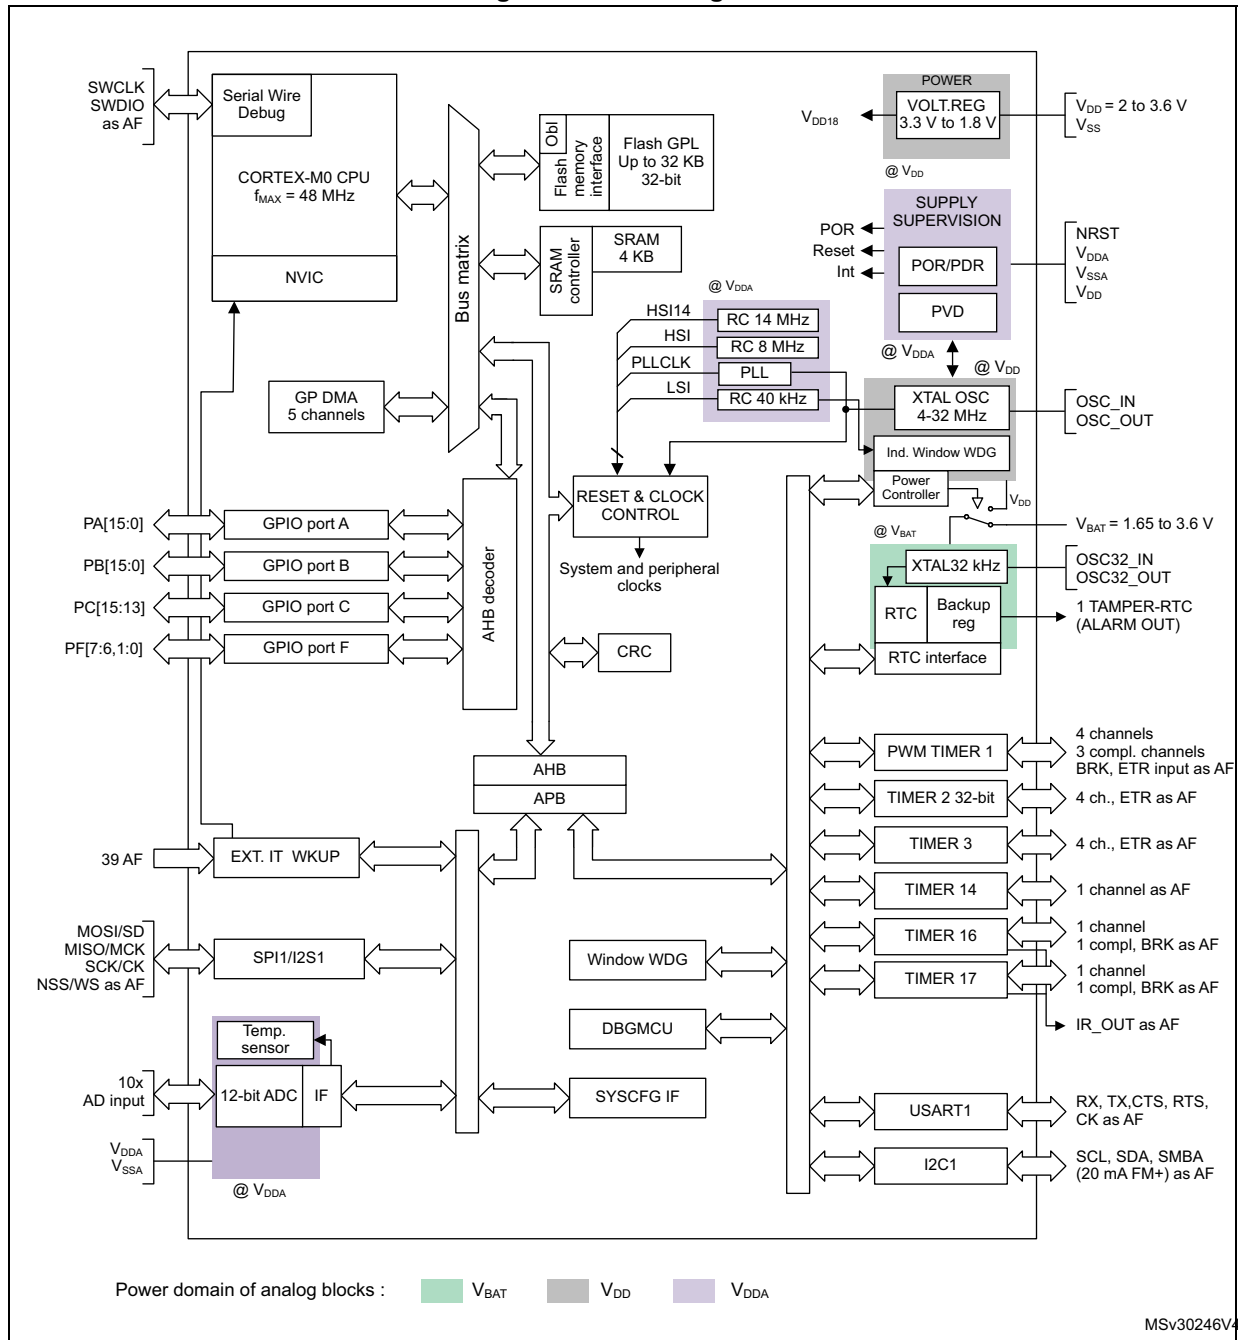 SWCLK
SWDIO
as AF
Serial Wire
Debug
CORTEX-M0 CPU
fMAX = 48 MHz
NVIC
Bus matrix
Obl
Flash
memory
interface
Flash GPL
Up to 32 KB
32-bit
SRAM
controller
SRAM
4 KB
POWER
VOLT.REG
3.3 V to 1.8 V
VDD18
VDD = 2 to 3.6 V
VSS
@ VDD
SUPPLY
SUPERVISION
POR
Reset
Int
POR/PDR
PVD
NRST
VDDA
VSSA
VDD
@ VDDA
@ VDDA
HSI14
HSI
PLLCLK
LSI
RC 14 MHz
RC 8 MHz
PLL
RC 40 kHz
@ VDD
XTAL OSC
4-32 MHz
OSC_IN
OSC_OUT
Ind. Window WDG
Power
Controller
VDD
@ VBAT
VBAT = 1.65 to 3.6 V
XTAL32 kHz
OSC32_IN
OSC32_OUT
RTC
Backup
reg
1 TAMPER-RTC
(ALARM OUT)
RTC interface
GP DMA
5 channels
RESET & CLOCK
CONTROL
System and peripheral
clocks
PA[15:0]
GPIO port A
PB[15:0]
GPIO port B
PC[15:13]
GPIO port C
PF[7:6,1:0]
GPIO port F
AHB decoder
CRC
AHB
APB
PWM TIMER 1
4 channels
3 compl. channels
BRK, ETR input as AF
TIMER 2 32-bit
4 ch., ETR as AF
TIMER 3
4 ch., ETR as AF
TIMER 14
1 channel as AF
TIMER 16
1 channel
1 compl, BRK as AF
TIMER 17
1 channel
1 compl, BRK as AF
IR_OUT as AF
39 AF
EXT. IT WKUP
MOSI/SD
MISO/MCK
SCK/CK
NSS/WS as AF
SPI1/I2S1
Window WDG
DBGMCU
SYSCFG IF
Temp.
sensor
10x
AD input
12-bit ADC
IF
VDDA
VSSA
@ VDDA
USART1
RX, TX,CTS, RTS,
CK as AF
I2C1
SCL, SDA, SMBA
(20 mA FM+) as AF
Power domain of analog blocks :
VBAT
VDD
VDDA